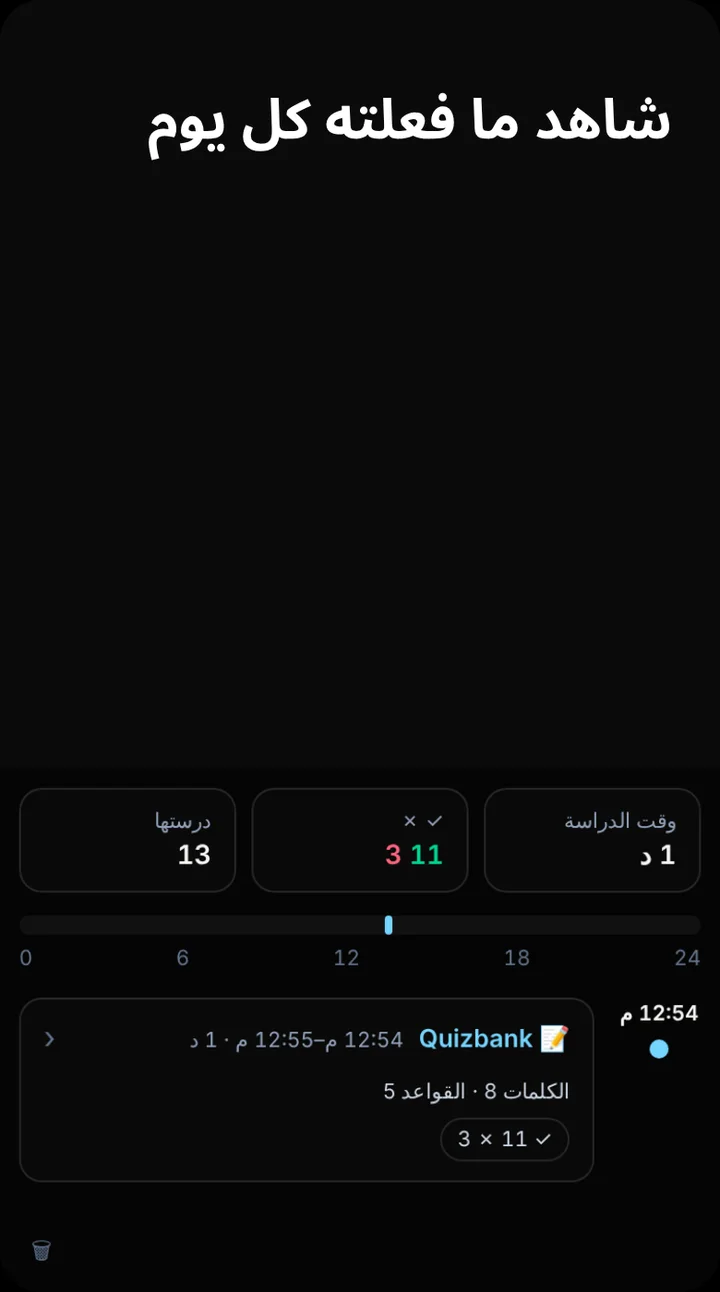 شاهد ما فعلته كل يوم
وقت الدراسة
1 د
✓ ×
11 3
درستها
13
0 6 12 18 24
12:54 م
📝 Quizbank 12:54 م–12:55 م · 1 د
الكلمات 8 · القواعد 5
✓ 11 × 3